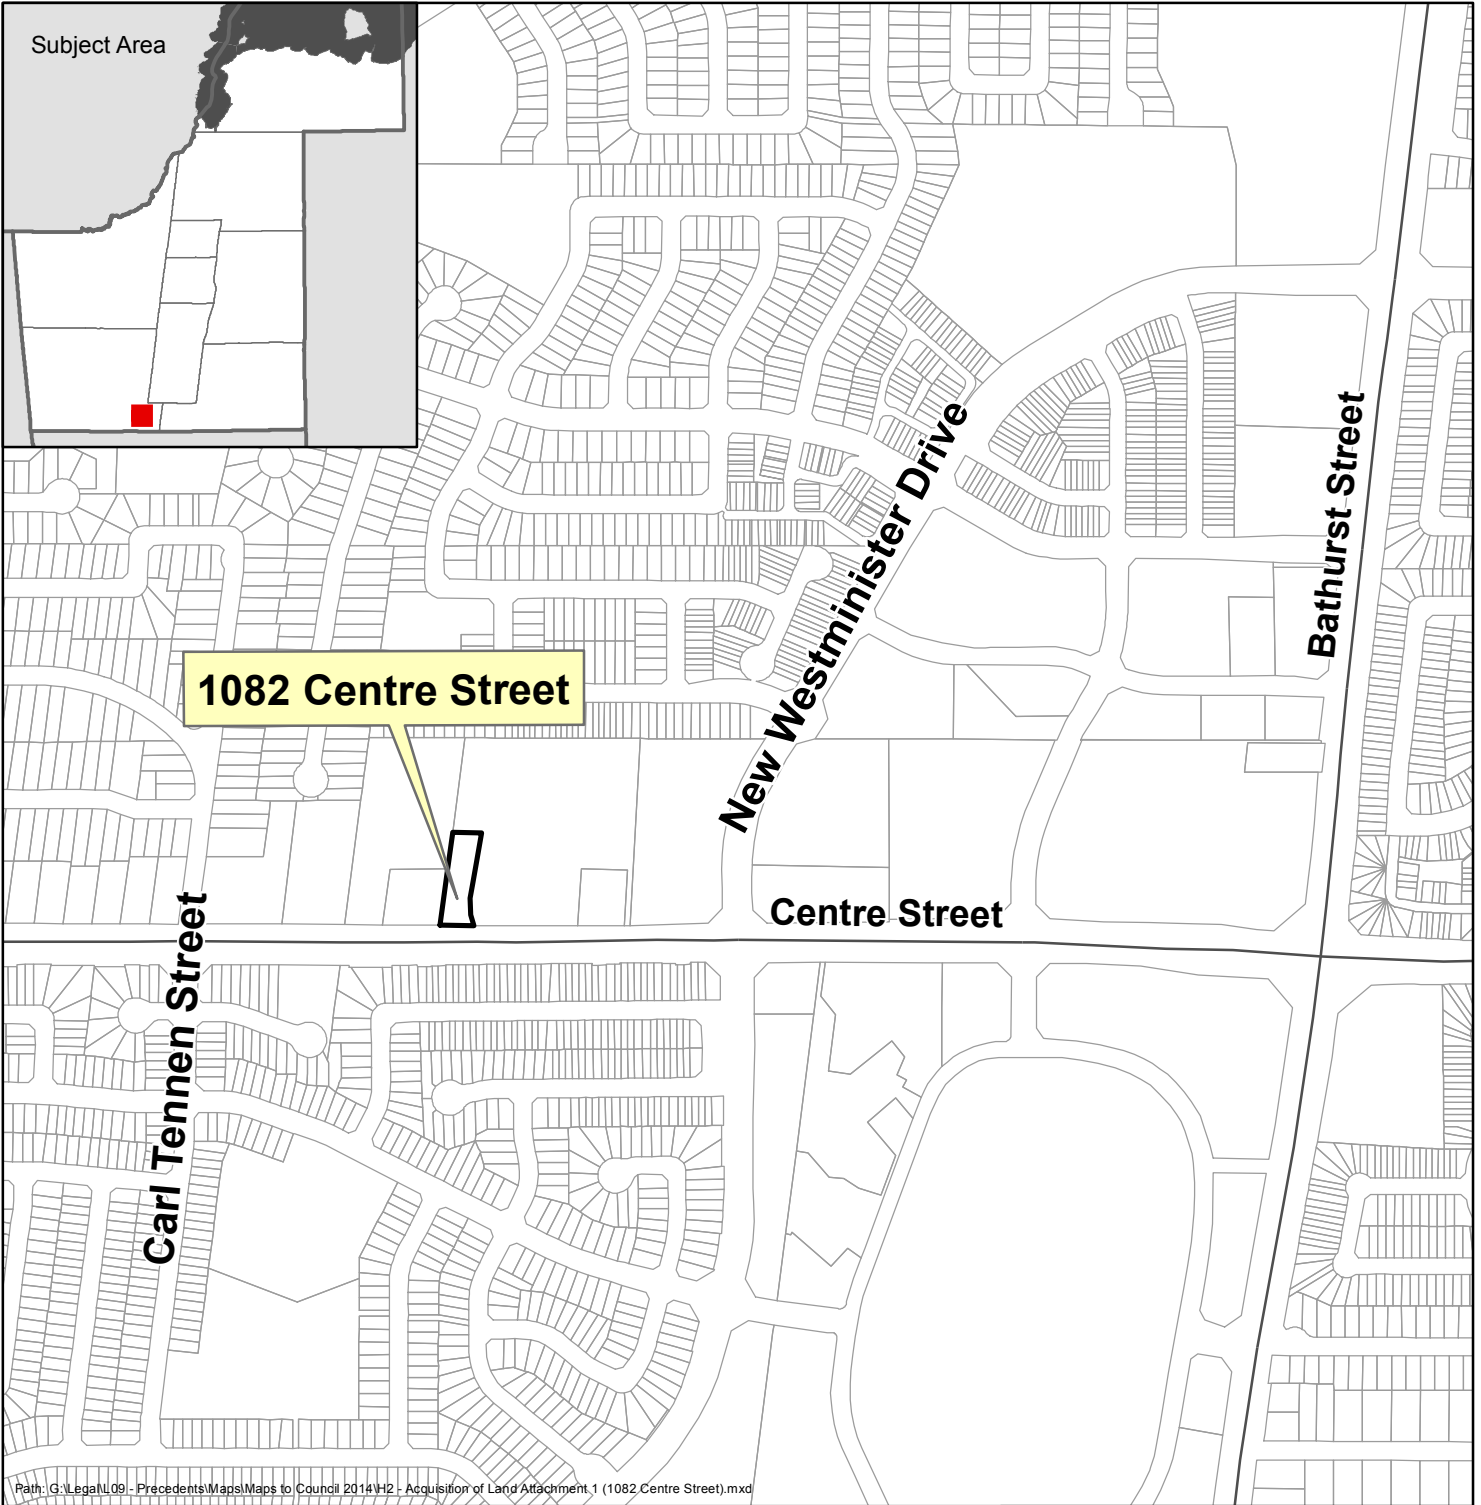 Subject Area
Bathurst Street
New Westminister Drive
1082 Centre Street
Centre Street
Carl Tennen Street
Path: G:\Legal\L09 - Precedents\Maps\Maps to Council 2014\H2 - Acquisition of Land Attachment 1 (1082 Centre Street).mxd